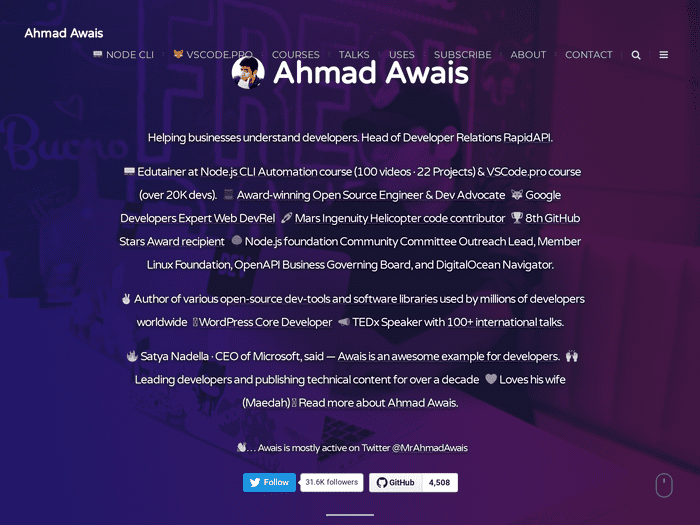 Ahmad Awais
NODE CLI VSCODE.PRO COURSES TALKS USES SUBSCRIBE ABOUT CONTACT
Ahmad Awais
Helping businesses understand developers. Head of Developer Relations RapidAPI.
Edutainer at Node.js CLI Automation course (100 videos · 22 Projects) & VSCode.pro course
(over 20K devs). Award-winning Open Source Engineer & Dev Advocate Google
Developers Expert Web DevRel Mars Ingenuity Helicopter code contributor 8th GitHub
Stars Award recipient Node.js foundation Community Committee Outreach Lead, Member
Linux Foundation, OpenAPI Business Governing Board, and DigitalOcean Navigator.
Author of various open-source dev-tools and software libraries used by millions of developers
worldwide WordPress Core Developer TEDx Speaker with 100+ international talks.
Satya Nadella · CEO of Microsoft, said — Awais is an awesome example for developers.
Leading developers and publishing technical content for over a decade Loves his wife
(Maedah) Read more about Ahmad Awais.
… Awais is mostly active on Twitter @MrAhmadAwais
Follow 31.6K followers GitHub 4,508